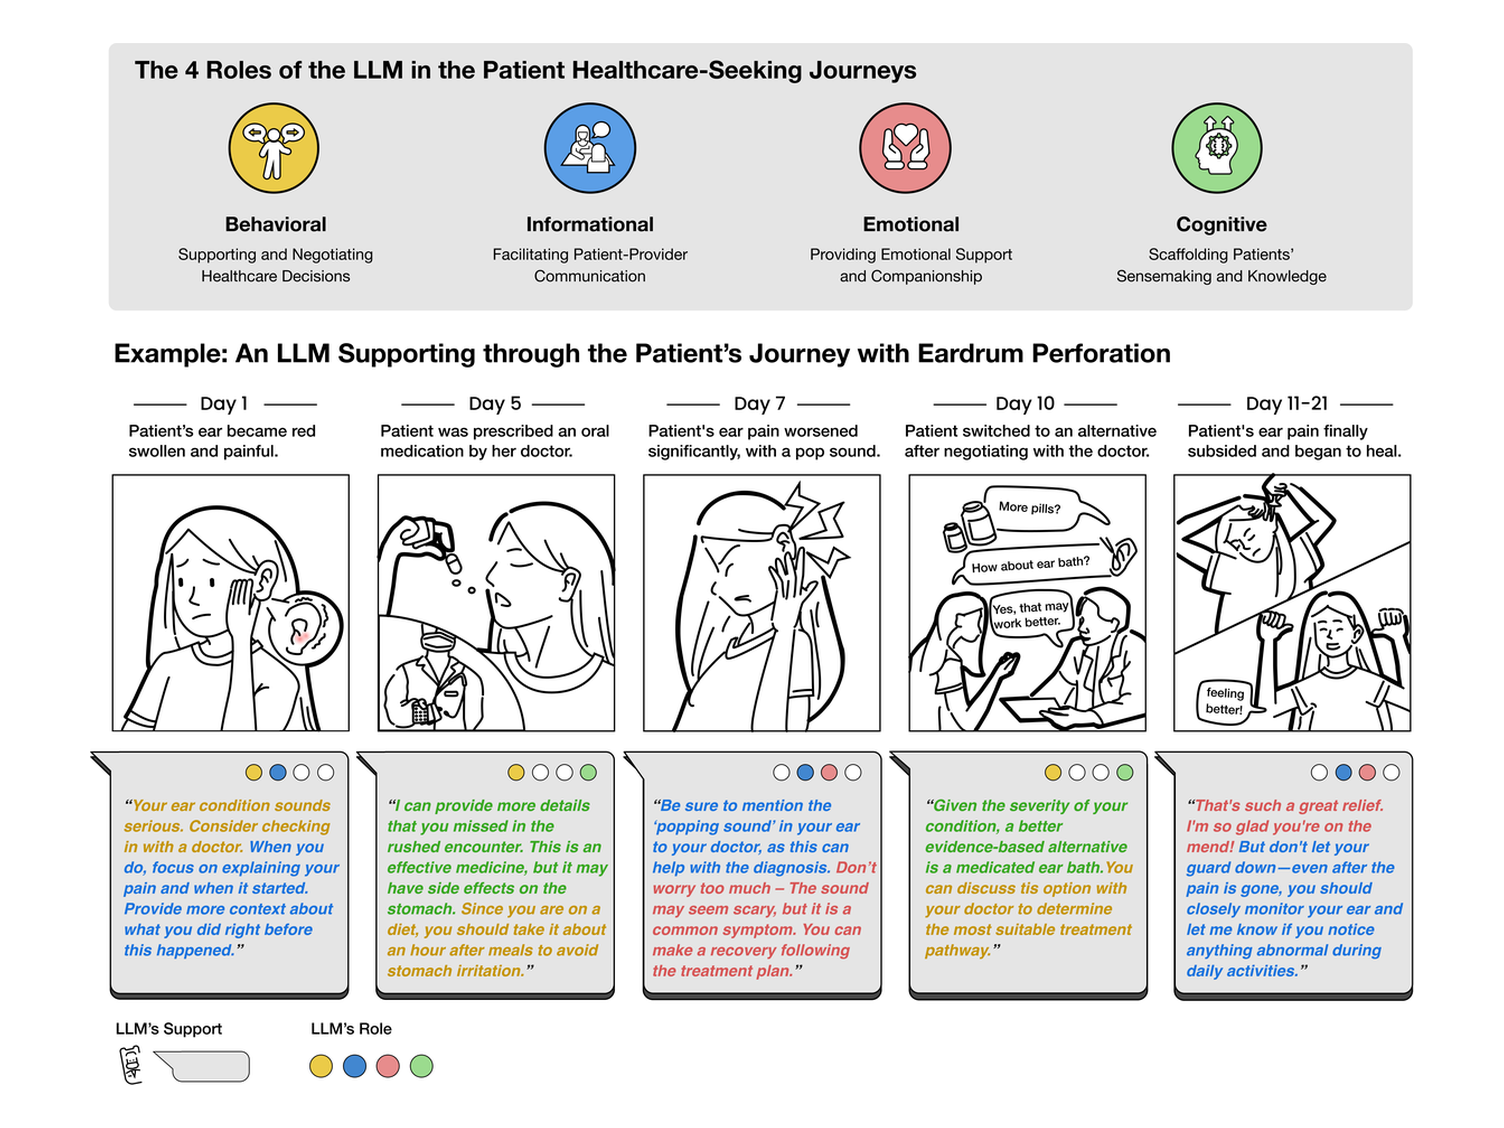 The 4 Roles of the LLM in the Patient Healthcare-Seeking Journeys
Behavioral
Supporting and Negotiating
Healthcare Decisions
Informational
Facilitating Patient-Provider
Communication
Emotional
Providing Emotional Support
and Companionship
Cognitive
Scaffolding Patients'
Sensemaking and Knowledge
Example: An LLM Supporting through the Patient's Journey with Eardrum Perforation
Day 1
Patient's ear became red
swollen and painful.
Day 5
Patient was prescribed an oral
medication by her doctor.
Day 7
Patient's ear pain worsened
significantly, with a pop sound.
Day 10
Patient switched to an alternative
after negotiating with the doctor.
Day 11-21
Patient's ear pain finally
subsided and began to heal.
More pills?
How about ear bath?
Yes, that may
work better.
feeling
better!
"Your ear condition sounds
serious. Consider checking
in with a doctor. When you
do, focus on explaining your
pain and when it started.
Provide more context about
what you did right before
this happened."
"I can provide more details
that you missed in the
rushed encounter. This is an
effective medicine, but it may
have side effects on the
stomach. Since you are on a
diet, you should take it about
an hour after meals to avoid
stomach irritation."
"Be sure to mention the
'popping sound' in your ear
to your doctor, as this can
help with the diagnosis. Don't
worry too much – The sound
may seem scary, but it is a
common symptom. You can
make a recovery following
the treatment plan."
"Given the severity of your
condition, a better
evidence-based alternative
is a medicated ear bath.You
can discuss tis option with
your doctor to determine
the most suitable treatment
pathway."
"That's such a great relief.
I'm so glad you're on the
mend! But don't let your
guard down—even after the
pain is gone, you should
closely monitor your ear and
let me know if you notice
anything abnormal during
daily activities."
LLM's Support
LLM's Role